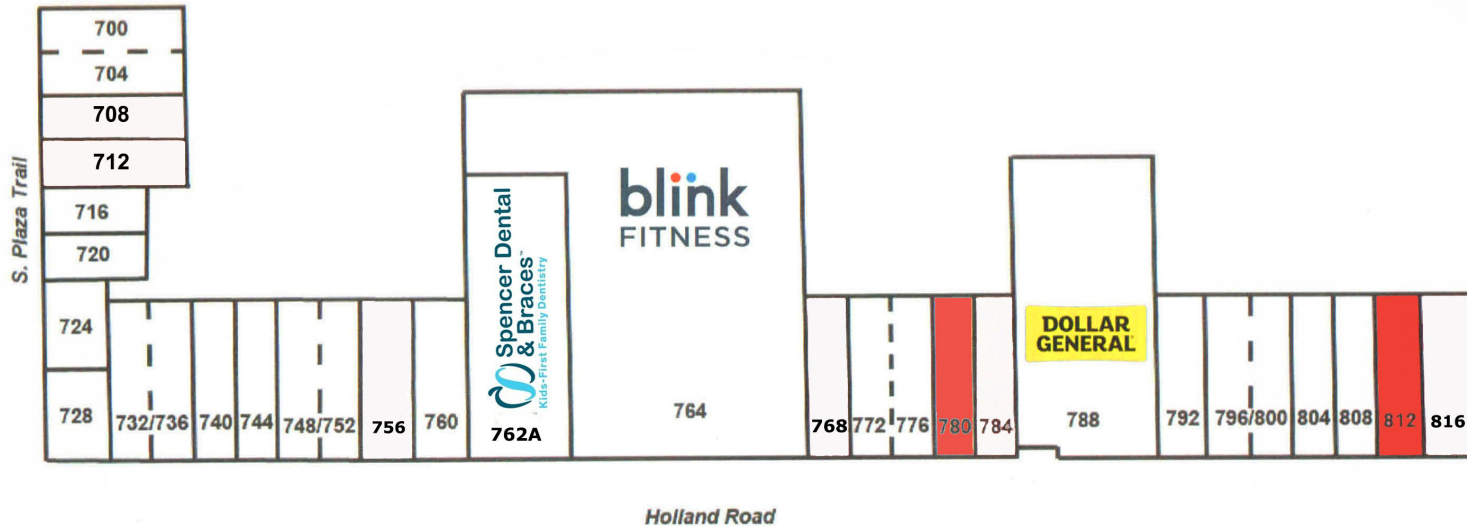 700
704
708
712
716
720
724
728
S. Plaza Trail
732/736
740
744
748/752
756
760
Spencer Dental
& Braces™
Kids-First Family Dentistry
762A
blink
FITNESS
764
768
772
776
780
784
DOLLAR
GENERAL
788
792
796/800
804
808
812
816
Holland Road